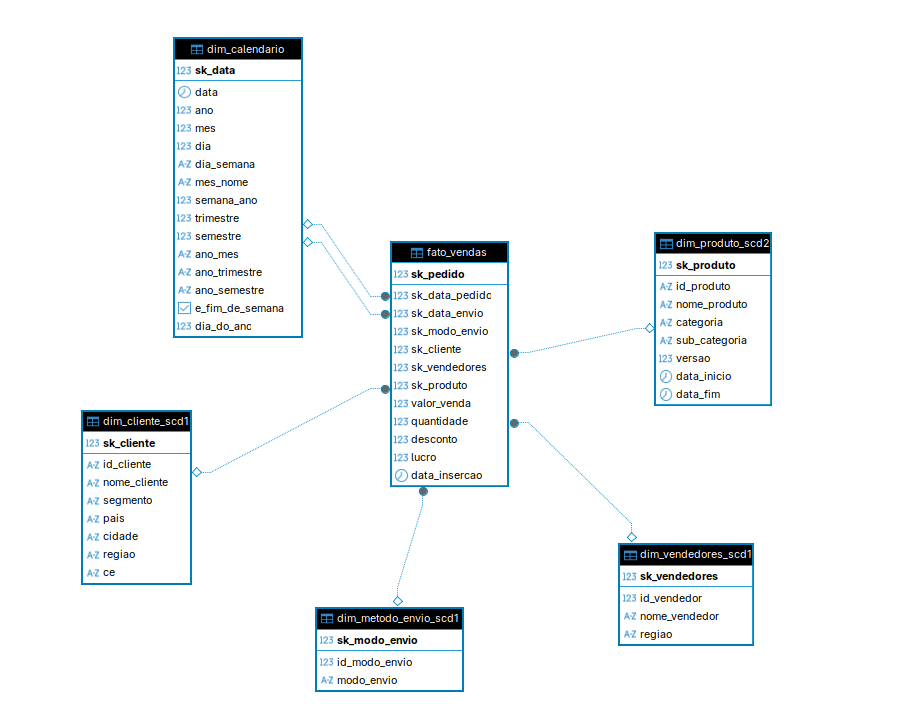 dim_calendario
123 sk_data
data
123 ano
123 mes
123 dia
A-Z dia_semana
A-Z mes_nome
123 semana_ano
123 trimestre
123 semestre
A-Z ano_mes
A-Z ano_trimestre
A-Z ano_semestre
e_fim_de_semana
123 dia_do_anc
fato_vendas
123 sk_pedido
123 sk_data_pedido
123 sk_data_envio
123 sk_modo_envio
123 sk_cliente
123 sk_vendedores
123 sk_produto
123 valor_venda
123 quantidade
123 desconto
123 lucro
data_insercao
dim_produto_scd2
123 sk_produto
A-Z id_produto
A-Z nome_produto
A-Z categoria
A-Z sub_categoria
123 versao
data_inicio
data_fim
dim_cliente_scd1
123 sk_cliente
A-Z id_cliente
A-Z nome_cliente
A-Z segmento
A-Z pais
A-Z cidade
A-Z regiao
A-Z ce
dim_vendedores_scd1
123 sk_vendedores
123 id_vendedor
A-Z nome_vendedor
A-Z regiao
dim_metodo_envio_scd1
123 sk_modo_envio
123 id_modo_envio
A-Z modo_envio